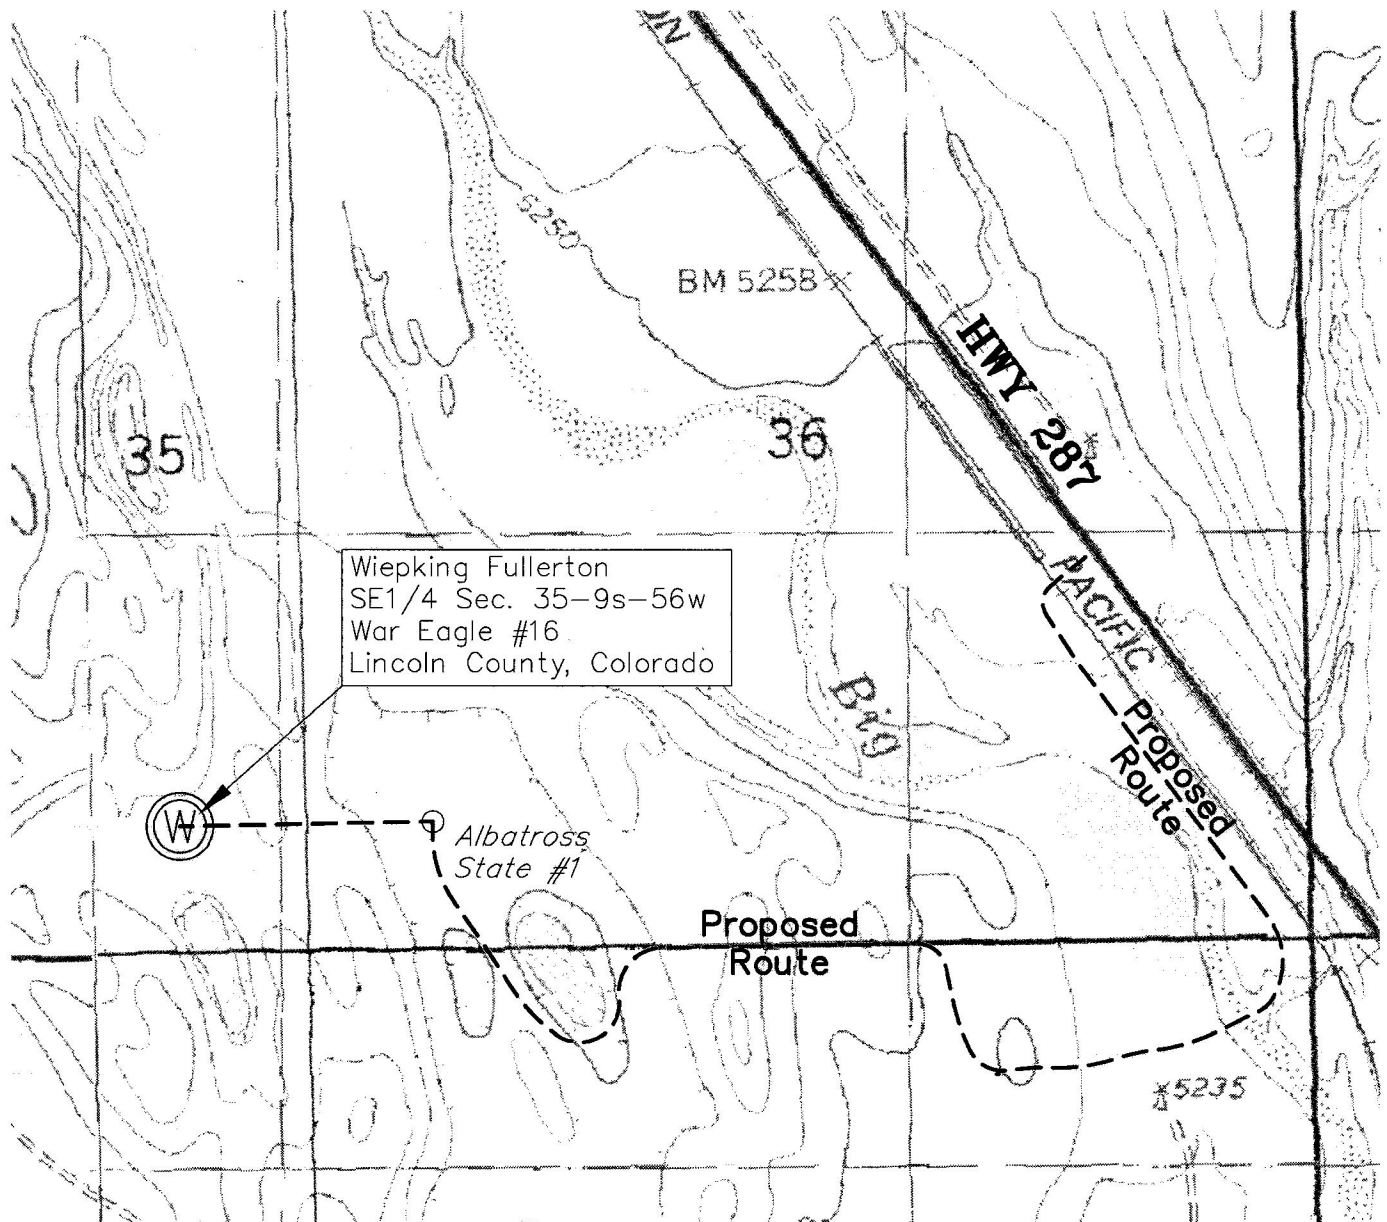 ON
5250
BM 5258
HWY 287
35
36
Wiepking Fullerton
SE1/4 Sec. 35-9s-56w
War Eagle #16
Lincoln County, Colorado
PACIFIC
Big
Proposed
Route
W
Albatross
State #1
Proposed
Route
5235